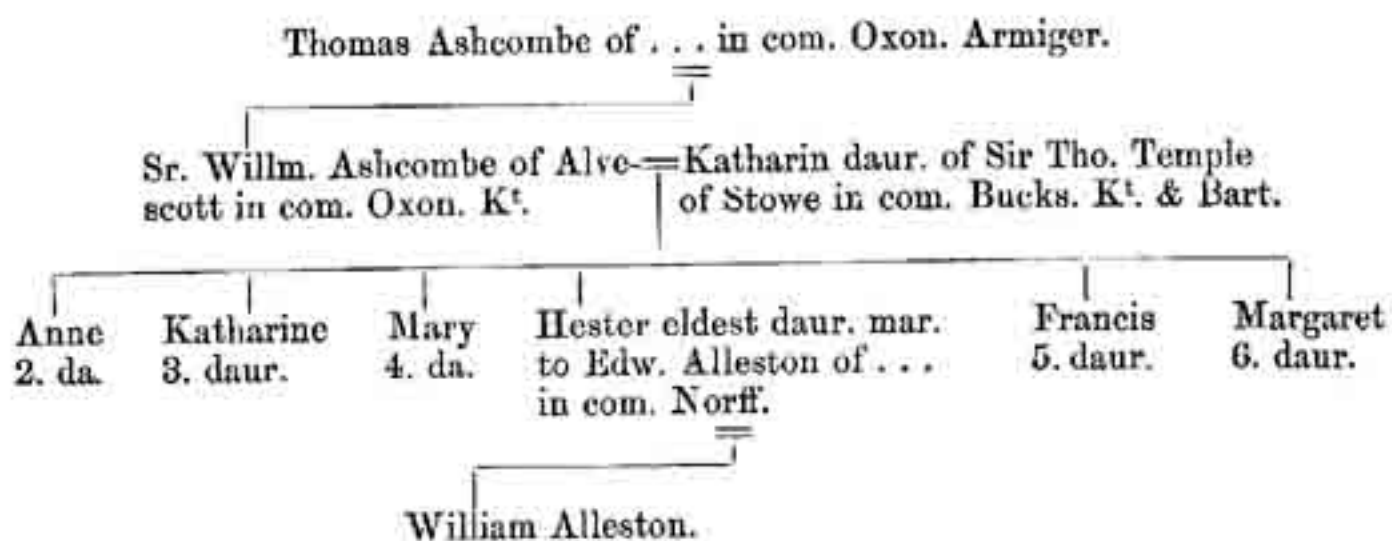 Thomas Ashcombe of . . . in com. Oxon. Armiger.
Sr. Willm. Ashcombe of Alve-
scott in com. Oxon. Kᵗ.
Katharin daur. of Sir Tho. Temple
of Stowe in com. Bucks. Kᵗ. & Bart.
Anne
2. da.
Katharine
3. daur.
Mary
4. da.
Hester eldest daur. mar.
to Edw. Alleston of . . .
in com. Norff.
Francis
5. daur.
Margaret
6. daur.
William Alleston.